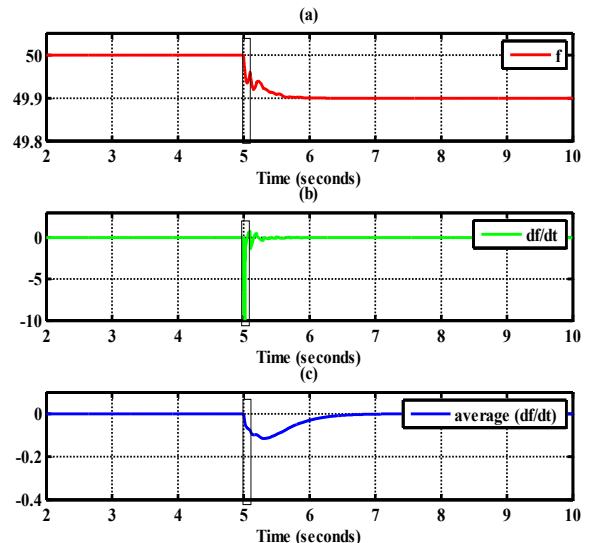 (a)
50
49.9
49.8
f
2 3 4 5 6 7 8 9 10
Time (seconds)
(b)
0
-5
-10
df/dt
2 3 4 5 6 7 8 9 10
Time (seconds)
(c)
0
-0.2
-0.4
average (df/dt)
2 3 4 5 6 7 8 9 10
Time (seconds)